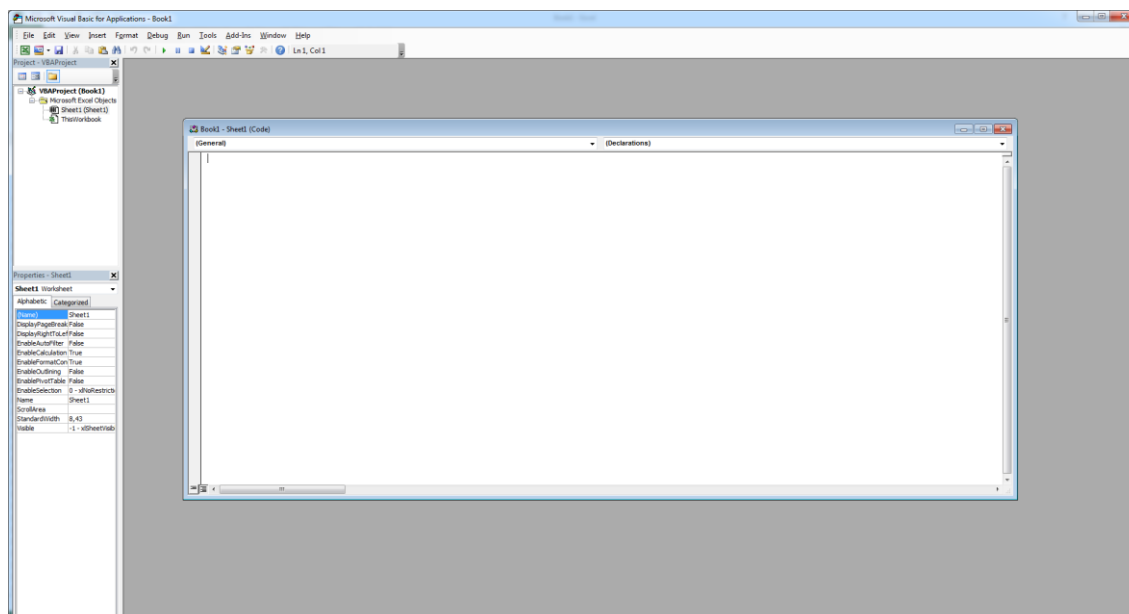 Microsoft Visual Basic for Applications - Book1
File Edit View Insert Format Debug Run Tools Add-Ins Window Help
Ln 1, Col 1
Project - VBAProject
VBAProject (Book1)
Microsoft Excel Objects
Sheet1 (Sheet1)
ThisWorkbook
Book1 - Sheet1 (Code)
(General) (Declarations)
Properties - Sheet1
Sheet1 Worksheet
Alphabetic Categorized
(Name) Sheet1
DisplayPageBreak False
DisplayRightToLef False
EnableAutoFilter False
EnableCalculation True
EnableFormatCon True
EnableOutlining False
EnablePivotTable False
EnableSelection 0 - xlNoRestricti
Name Sheet1
ScrollArea
StandardWidth 8,43
Visible -1 - xlSheetVisib